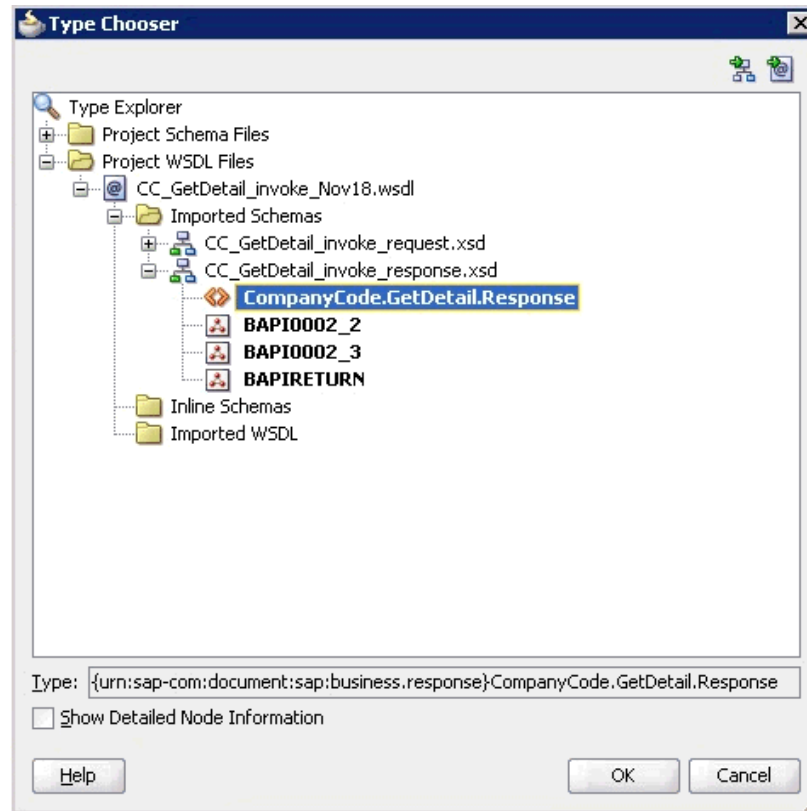 Type Chooser
Type Explorer
Project Schema Files
Project WSDL Files
CC_GetDetail_invoke_Nov18.wsdl
Imported Schemas
CC_GetDetail_invoke_request.xsd
CC_GetDetail_invoke_response.xsd
CompanyCode.GetDetail.Response
BAPI0002_2
BAPI0002_3
BAPIRETURN
Inline Schemas
Imported WSDL
Type: {urn:sap-com:document:sap:business.response}CompanyCode.GetDetail.Response
Show Detailed Node Information
Help OK Cancel